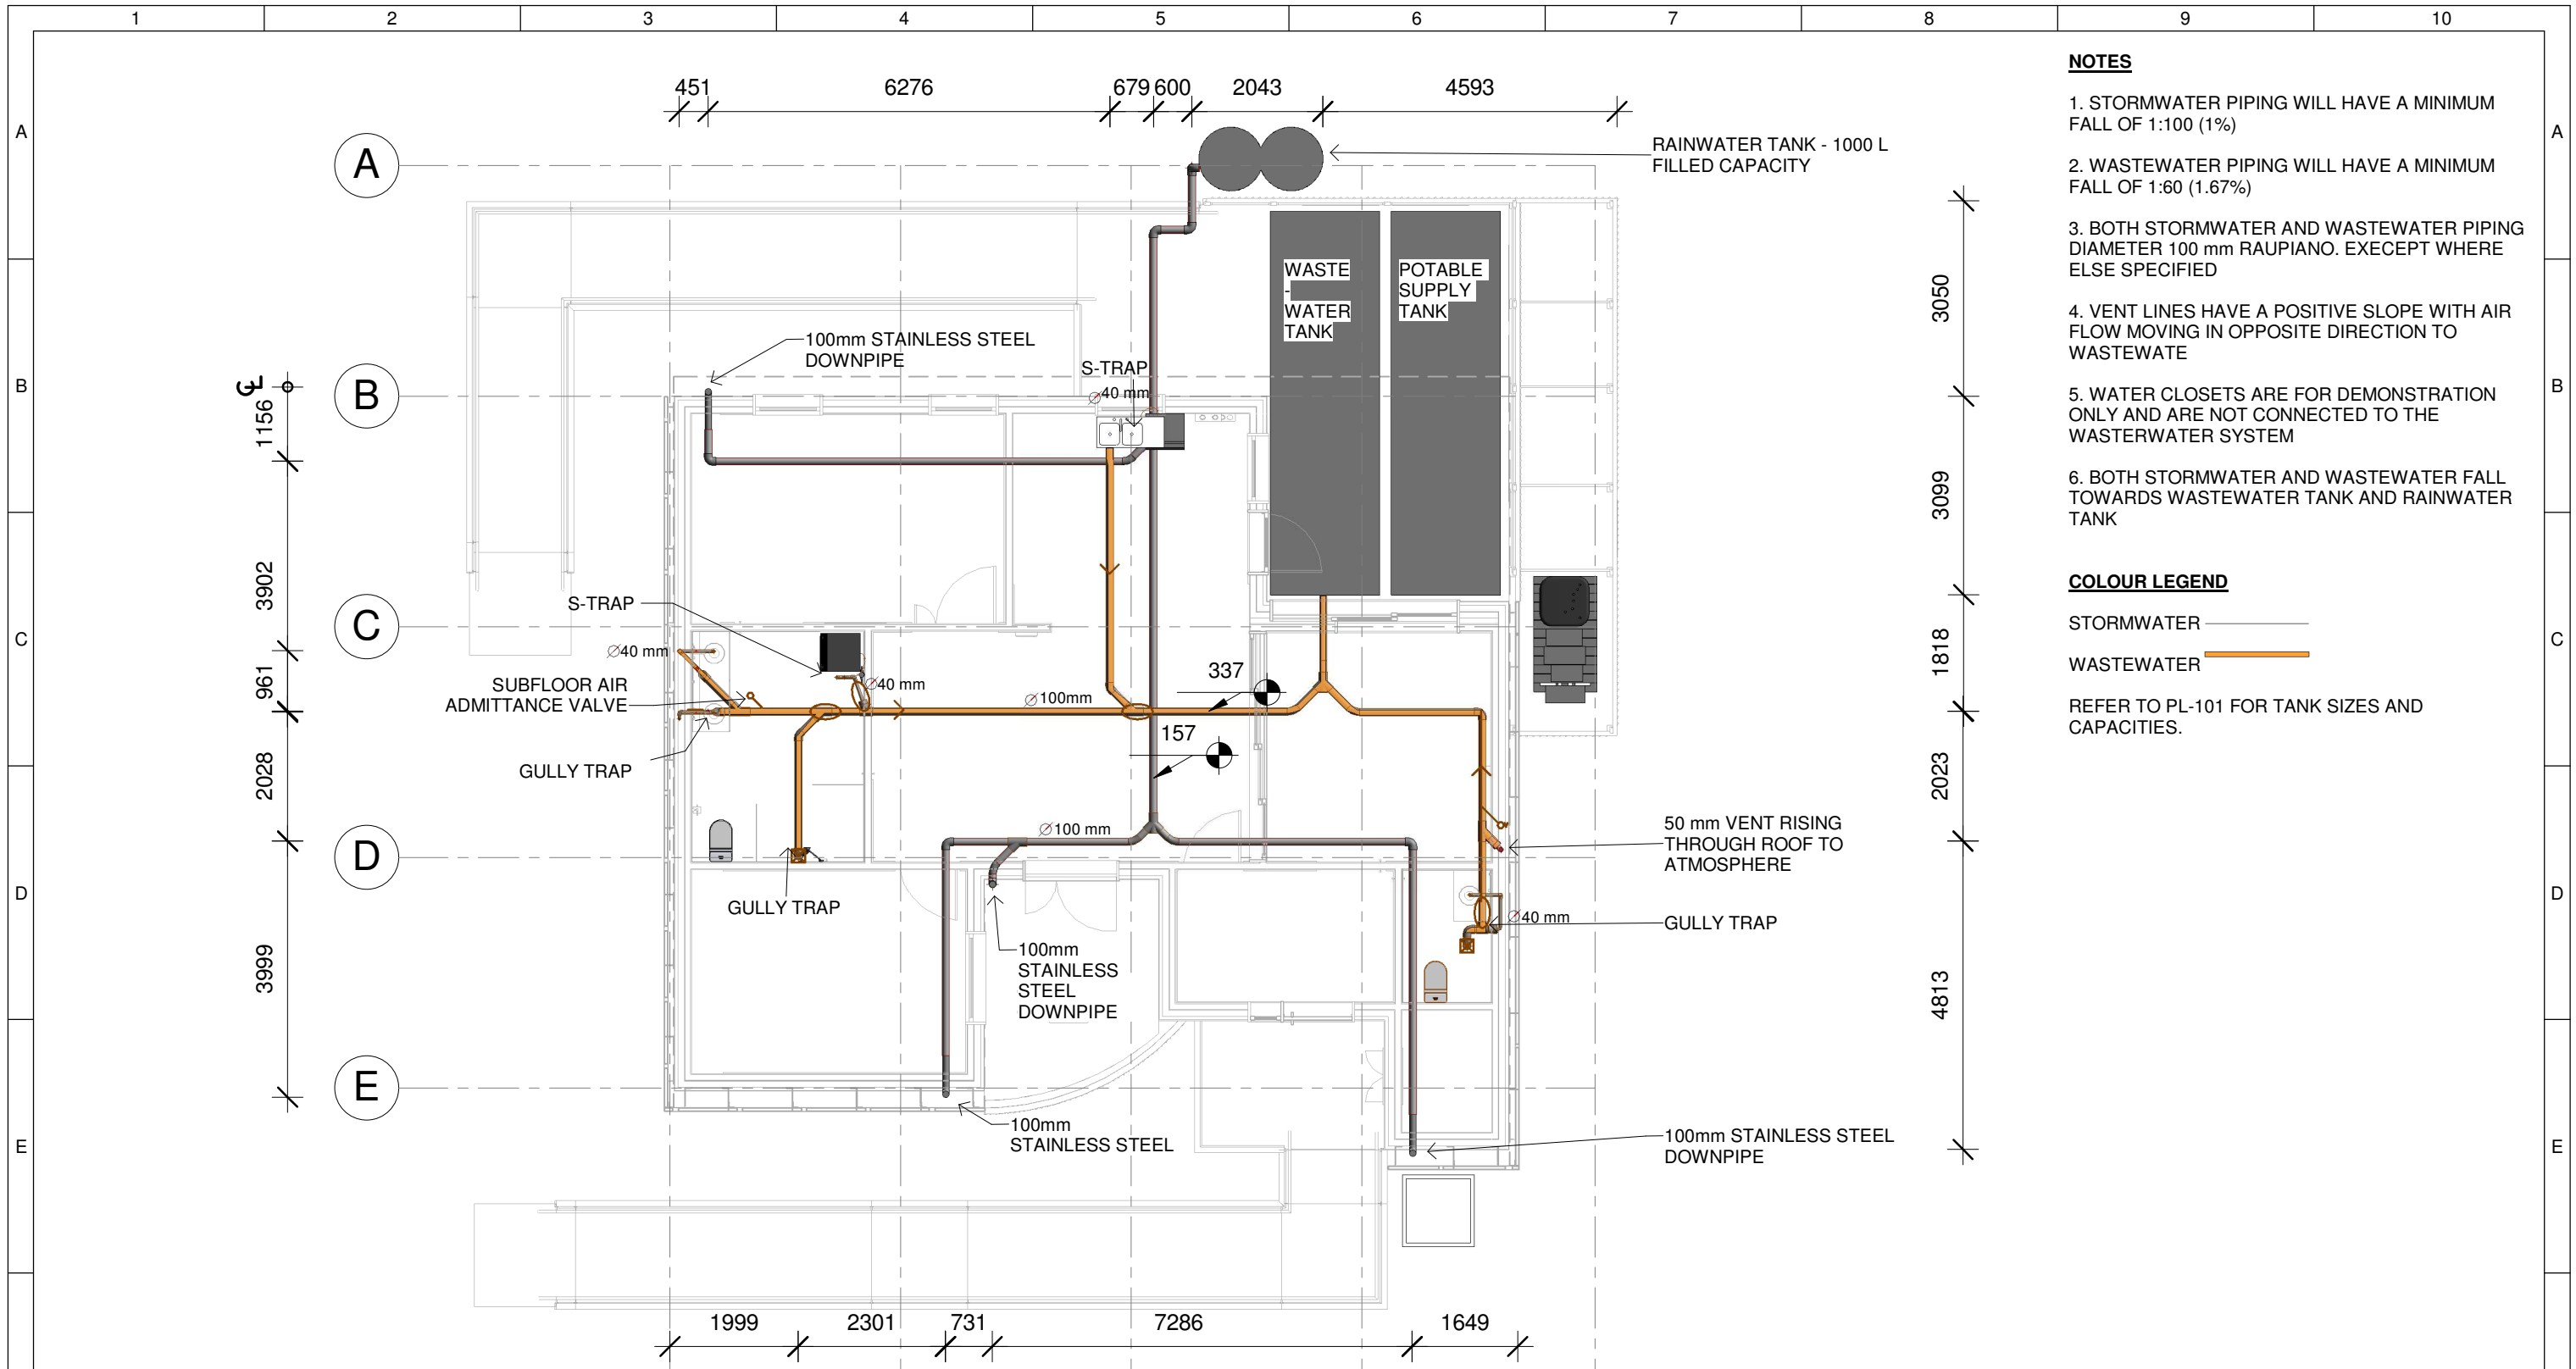 1 2 3 4 5 6 7 8 9 10
451 6276 679 600 2043 4593
A
A
A
RAINWATER TANK - 1000 L
FILLED CAPACITY
NOTES
1. STORMWATER PIPING WILL HAVE A MINIMUM
FALL OF 1:100 (1%)
2. WASTEWATER PIPING WILL HAVE A MINIMUM
FALL OF 1:60 (1.67%)
3. BOTH STORMWATER AND WASTEWATER PIPING
DIAMETER 100 mm RAUPIANO. EXECEPT WHERE
ELSE SPECIFIED
4. VENT LINES HAVE A POSITIVE SLOPE WITH AIR
FLOW MOVING IN OPPOSITE DIRECTION TO
WASTEWATE
5. WATER CLOSETS ARE FOR DEMONSTRATION
ONLY AND ARE NOT CONNECTED TO THE
WASTERWATER SYSTEM
6. BOTH STORMWATER AND WASTEWATER FALL
TOWARDS WASTEWATER TANK AND RAINWATER
TANK
COLOUR LEGEND
STORMWATER
WASTEWATER
REFER TO PL-101 FOR TANK SIZES AND
CAPACITIES.
WASTE
-
WATER
TANK
POTABLE
SUPPLY
TANK
100mm STAINLESS STEEL
DOWNPIPE
S-TRAP
⌀40 mm
B
B
B
℄
1156
3902
961
2028
3999
3050
3099
1818
2023
4813
C
C
C
S-TRAP
⌀40 mm
SUBFLOOR AIR
ADMITTANCE VALVE
⌀40 mm
⌀100mm
337
157
GULLY TRAP
D
D
D
⌀100 mm
50 mm VENT RISING
THROUGH ROOF TO
ATMOSPHERE
GULLY TRAP
⌀40 mm
GULLY TRAP
100mm
STAINLESS
STEEL
DOWNPIPE
E
E
E
100mm
STAINLESS STEEL
100mm STAINLESS STEEL
DOWNPIPE
1999 2301 731 7286 1649